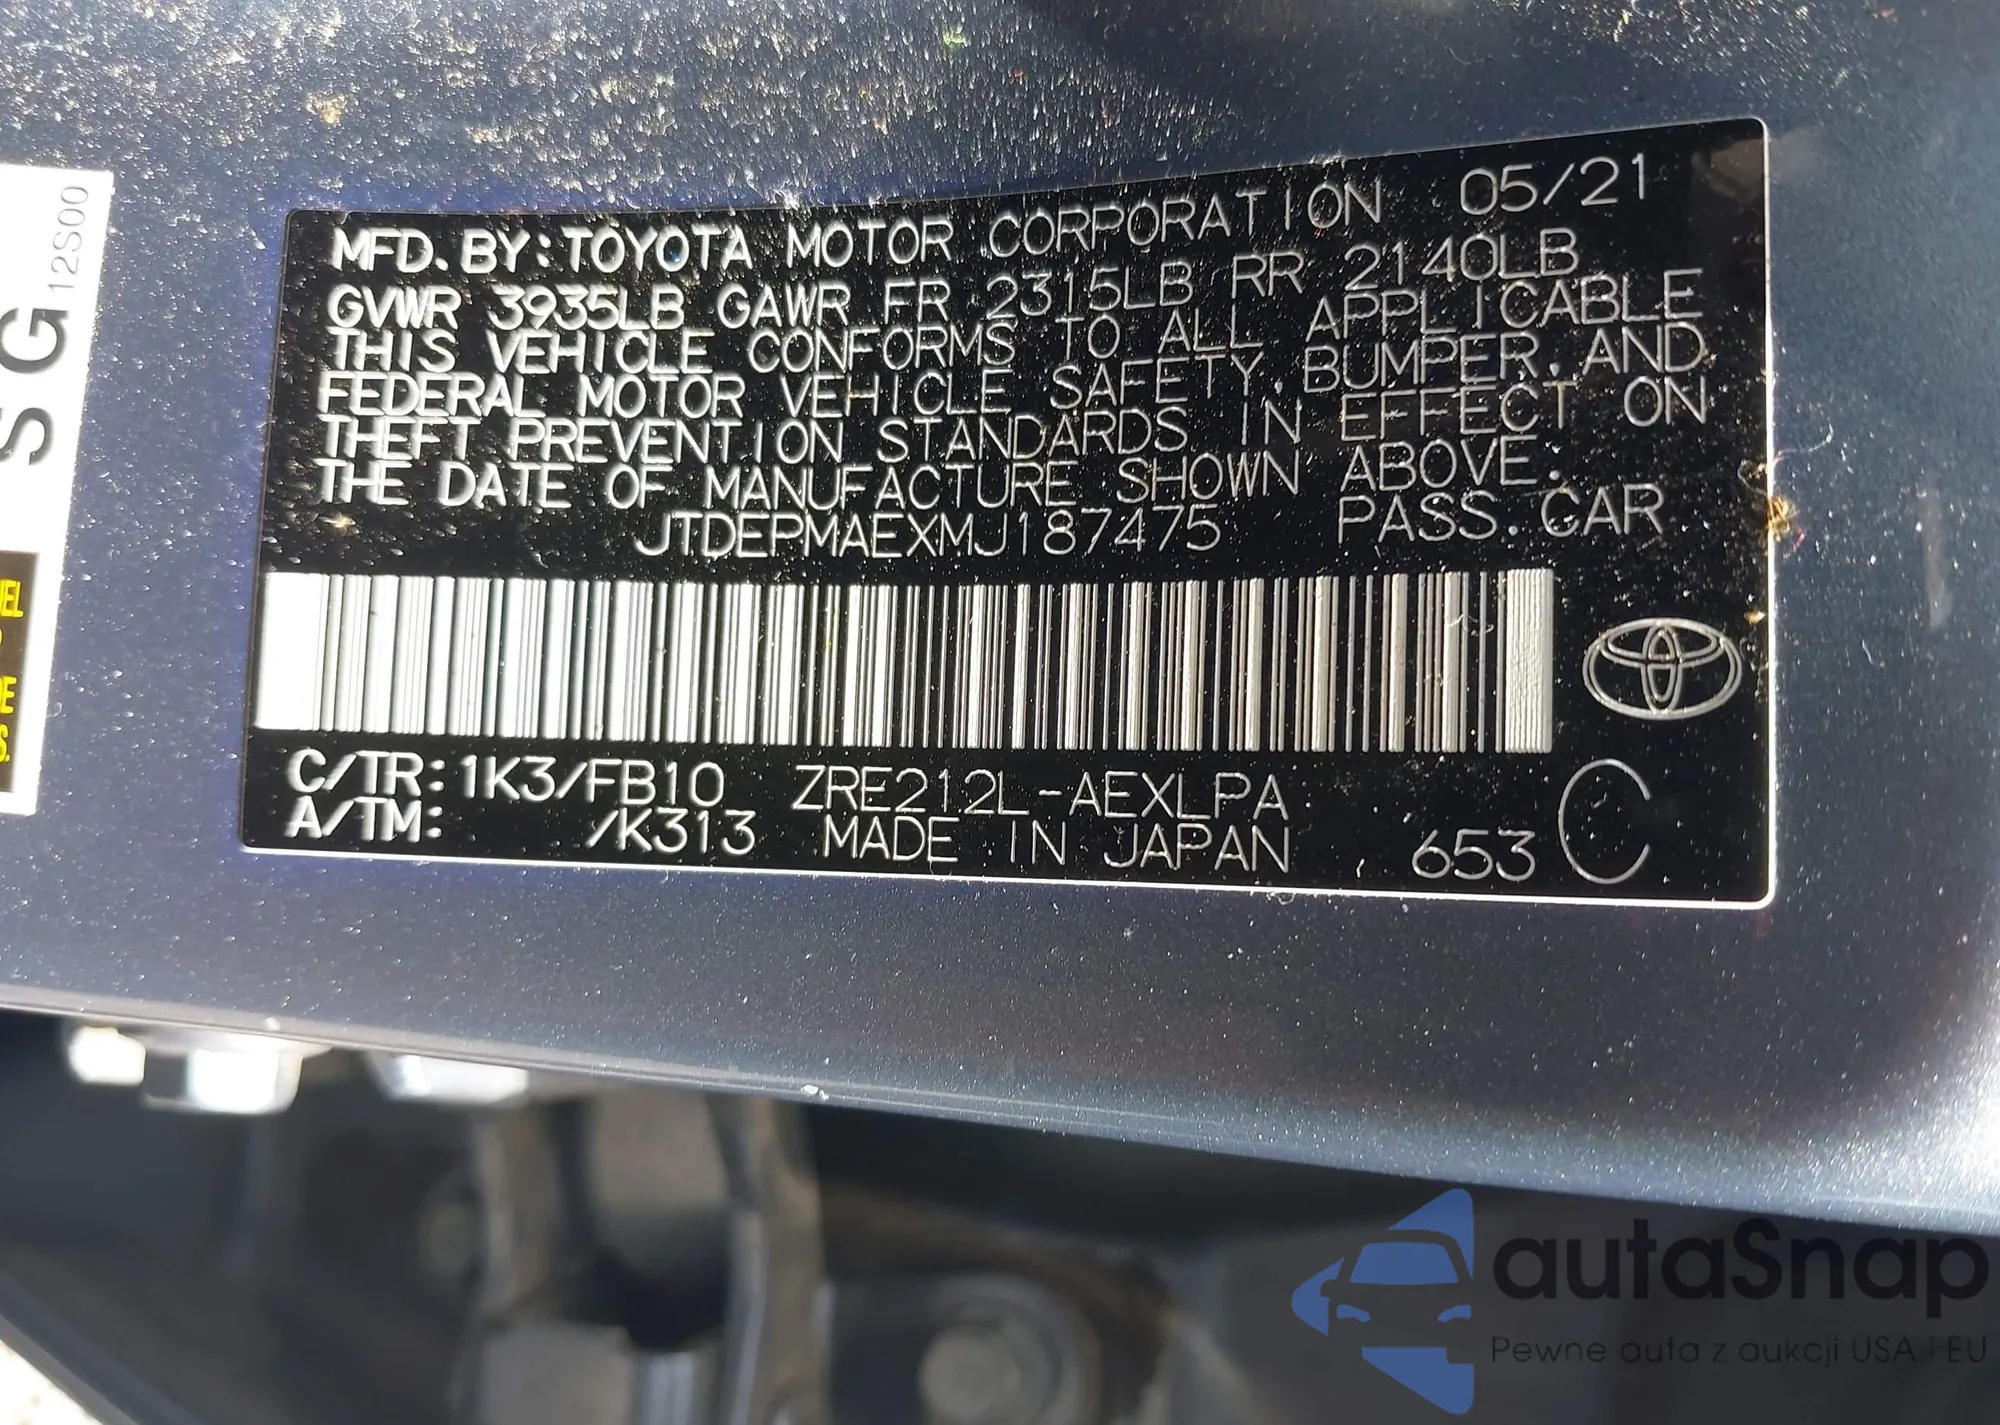 MFD. BY: TOYOTA MOTOR CORPORATION 05/21
GVWR 3935LB GAWR FR 2315LB RR 2140LB
THIS VEHICLE CONFORMS TO ALL APPLICABLE
FEDERAL MOTOR VEHICLE SAFETY, BUMPER, AND
THEFT PREVENTION STANDARDS IN EFFECT ON
THE DATE OF MANUFACTURE SHOWN ABOVE.
JTDEPMAEXMJ187475 PASS. CAR
C/TR: 1K3/FB10 ZRE212L-AEXLPA
A/TM: /K313 MADE IN JAPAN 653 C
SG
12S00
autaSnap
Pewne auta z aukcji USA i EU